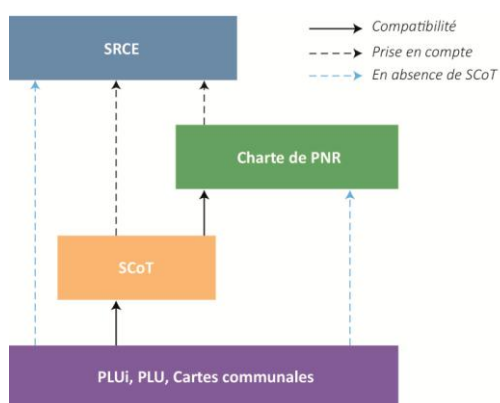 SRCE
Compatibilité
Prise en compte
En absence de SCoT
Charte de PNR
SCoT
PLUi, PLU, Cartes communales